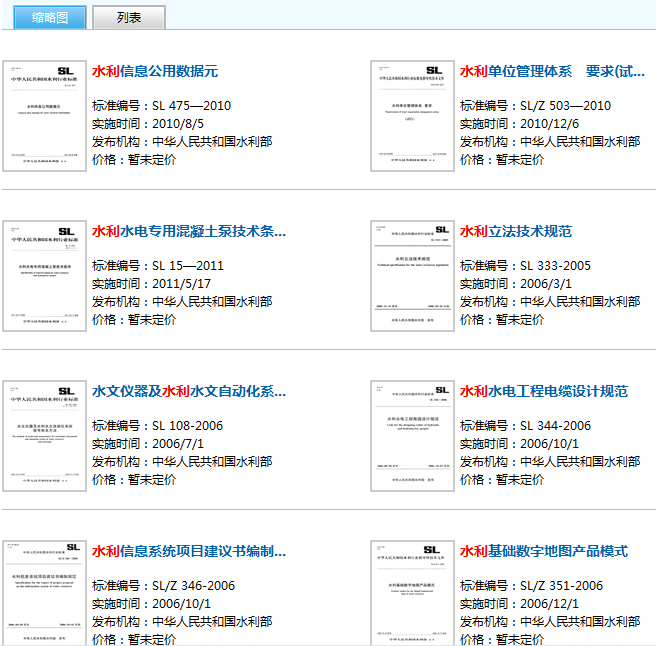 缩略图
列表
水利信息公用数据元
标准编号：SL 475—2010
实施时间：2010/8/5
发布机构：中华人民共和国水利部
价格：暂未定价
水利单位管理体系　要求(试...
标准编号：SL/Z 503—2010
实施时间：2010/12/6
发布机构：中华人民共和国水利部
价格：暂未定价
水利水电专用混凝土泵技术条...
标准编号：SL 15—2011
实施时间：2011/5/17
发布机构：中华人民共和国水利部
价格：暂未定价
水利立法技术规范
标准编号：SL 333-2005
实施时间：2006/3/1
发布机构：中华人民共和国水利部
价格：暂未定价
水文仪器及水利水文自动化系...
标准编号：SL 108-2006
实施时间：2006/7/1
发布机构：中华人民共和国水利部
价格：暂未定价
水利水电工程电缆设计规范
标准编号：SL 344-2006
实施时间：2006/10/1
发布机构：中华人民共和国水利部
价格：暂未定价
水利信息系统项目建议书编制...
标准编号：SL/Z 346-2006
实施时间：2006/10/1
发布机构：中华人民共和国水利部
价格：暂未定价
水利基础数字地图产品模式
标准编号：SL/Z 351-2006
实施时间：2006/12/1
发布机构：中华人民共和国水利部
价格：暂未定价